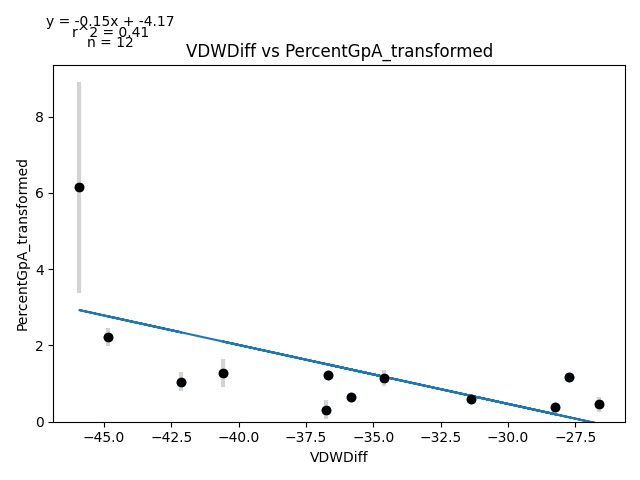 y = -0.15x + -4.17
r^2 = 0.41
n = 12
VDWDiff vs PercentGpA_transformed
PercentGpA_transformed
8
6
4
2
0
−45.0 −42.5 −40.0 −37.5 −35.0 −32.5 −30.0 −27.5
VDWDiff